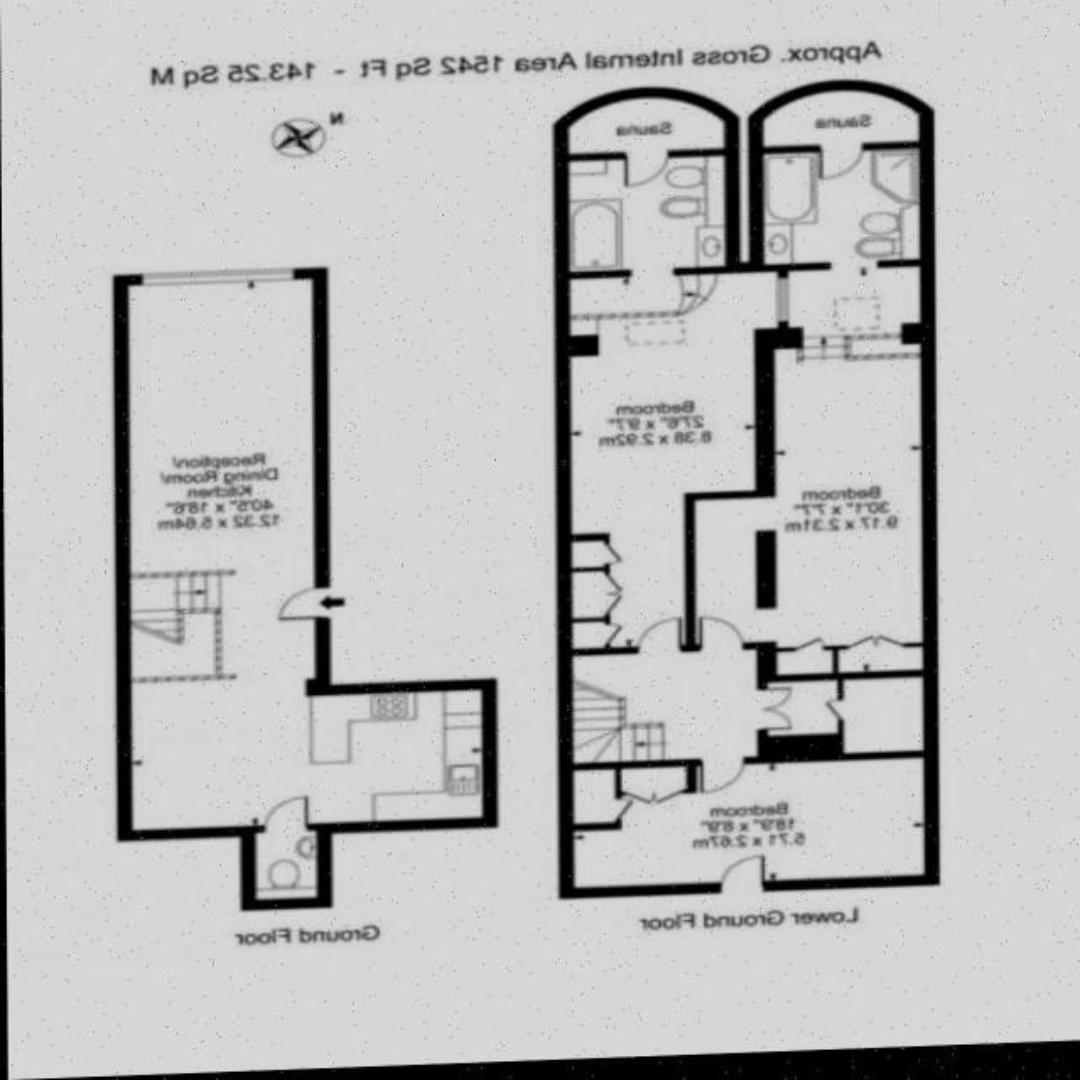 Approx. Gross Internal Area 1542 Sq Ft - 143.25 Sq M
N
Sauna
Sauna
Bedroom
27'6" x 9'7"
8.38 x 2.92m
Bedroom
30'1" x 7'7"
9.17 x 2.31m
Bedroom
18'9" x 8'9"
5.71 x 2.67m
Lower Ground Floor
Reception/
Dining Room/
Kitchen
40'5" x 18'6"
12.32 x 5.64m
Ground Floor